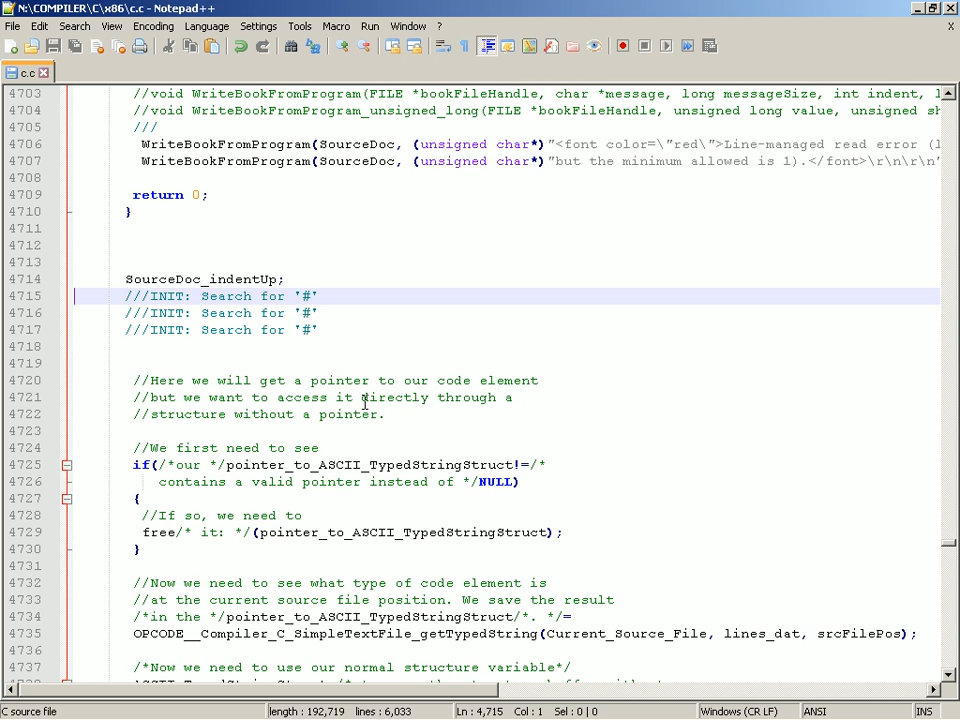 N:\COMPILER\C\x86\c.c - Notepad++
File Edit Search View Encoding Language Settings Tools Macro Run Window ? X
c.c
4703 //void WriteBookFromProgram(FILE *bookFileHandle, char *message, long messageSize, int indent, l
4704 //void WriteBookFromProgram_unsigned_long(FILE *bookFileHandle, unsigned long value, unsigned sh
4705 ///
4706 WriteBookFromProgram(SourceDoc, (unsigned char*)"<font color=\"red\">Line-managed read error (l
4707 WriteBookFromProgram(SourceDoc, (unsigned char*)"but the minimum allowed is 1).</font>\r\n\r\n"
4708
4709 return 0;
4710 }
4711
4712
4713
4714 SourceDoc_indentUp;
4715 ///INIT: Search for '#'
4716 ///INIT: Search for '#'
4717 ///INIT: Search for '#'
4718
4719
4720 //Here we will get a pointer to our code element
4721 //but we want to access it directly through a
4722 //structure without a pointer.
4723
4724 //We first need to see
4725 if(/*our */pointer_to_ASCII_TypedStringStruct!=/*
4726 contains a valid pointer instead of */NULL)
4727 {
4728 //If so, we need to
4729 free/* it: */(pointer_to_ASCII_TypedStringStruct);
4730 }
4731
4732 //Now we need to see what type of code element is
4733 //at the current source file position. We save the result
4734 /*in the */pointer_to_ASCII_TypedStringStruct/*. */=
4735 OPCODE__Compiler_C_SimpleTextFile_getTypedString(Current_Source_File, lines_dat, srcFilePos);
4736
4737 /*Now we need to use our normal structure variable*/
C source file length : 192,719 lines : 6,033 Ln : 4,715 Col : 1 Sel : 0 | 0 Windows (CR LF) ANSI INS